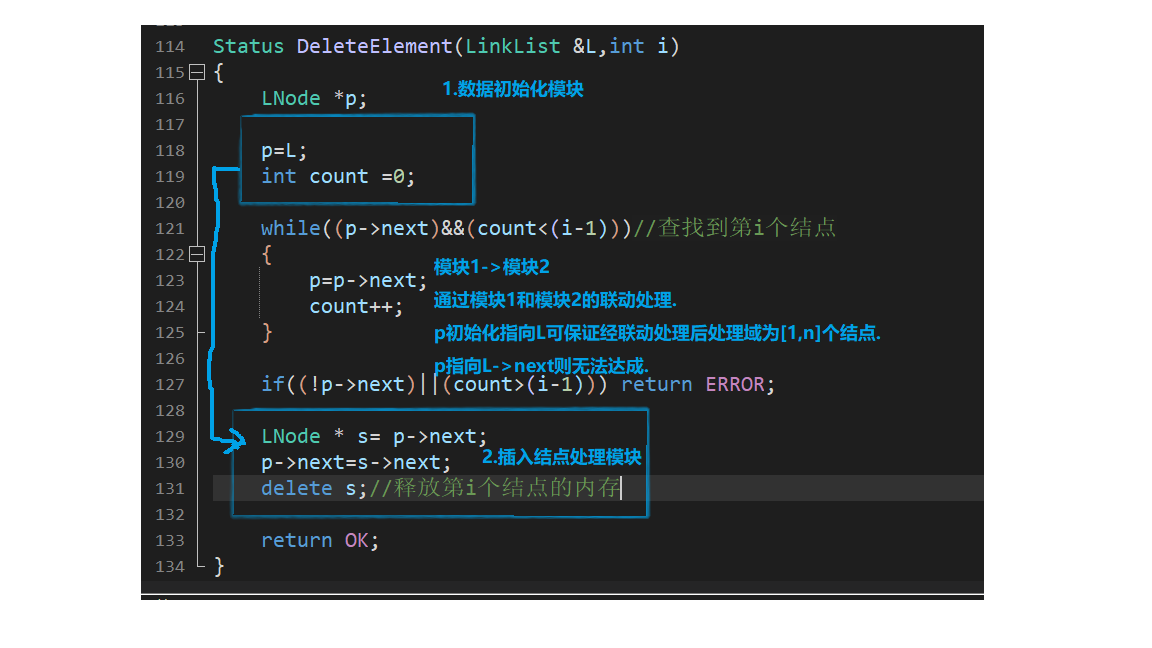 114 Status DeleteElement(LinkList &L,int i)
115 {
1.数据初始化模块
116 LNode *p;
117
118 p=L;
119 int count =0;
120
121 while((p->next)&&(count<(i-1)))//查找到第i个结点
122 {
模块1->模块2
123 p=p->next;
124 count++;
通过模块1和模块2的联动处理.
125 }
p初始化指向L可保证经联动处理后处理域为[1,n]个结点.
126
p指向L->next则无法达成.
127 if((!p->next)||(count>(i-1))) return ERROR;
128
129 LNode * s= p->next;
2.插入结点处理模块
130 p->next=s->next;
131 delete s;//释放第i个结点的内存
132
133 return OK;
134 }